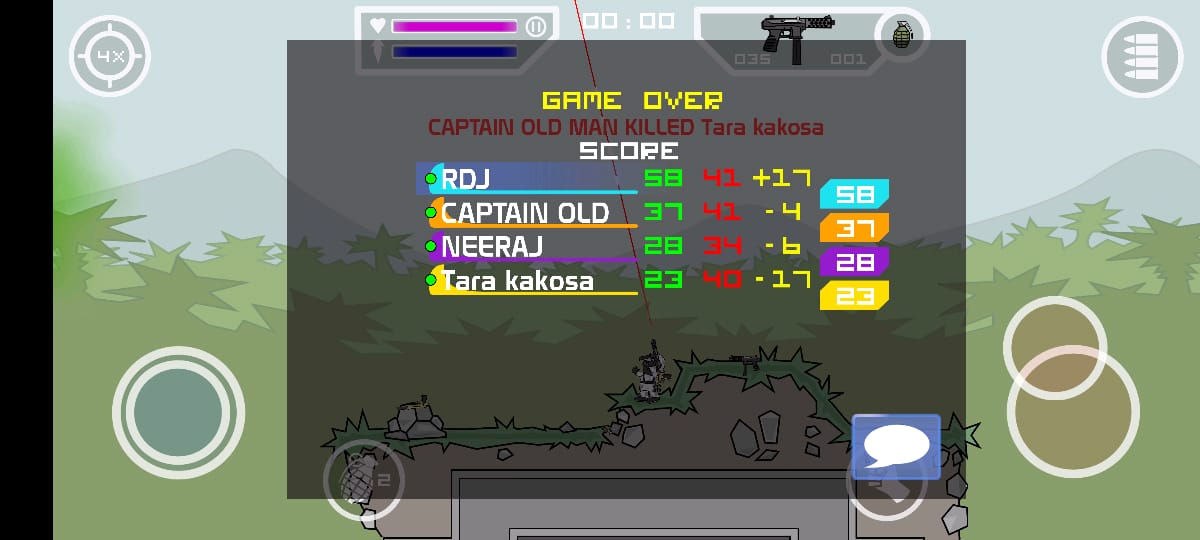 4X
00:00
035 001
GAME OVER
CAPTAIN OLD MAN KILLED Tara kakosa
SCORE
RDJ 58 41 +17 58
CAPTAIN OLD 37 41 -4 37
NEERAJ 28 34 -6 28
Tara kakosa 23 40 -17 23
2